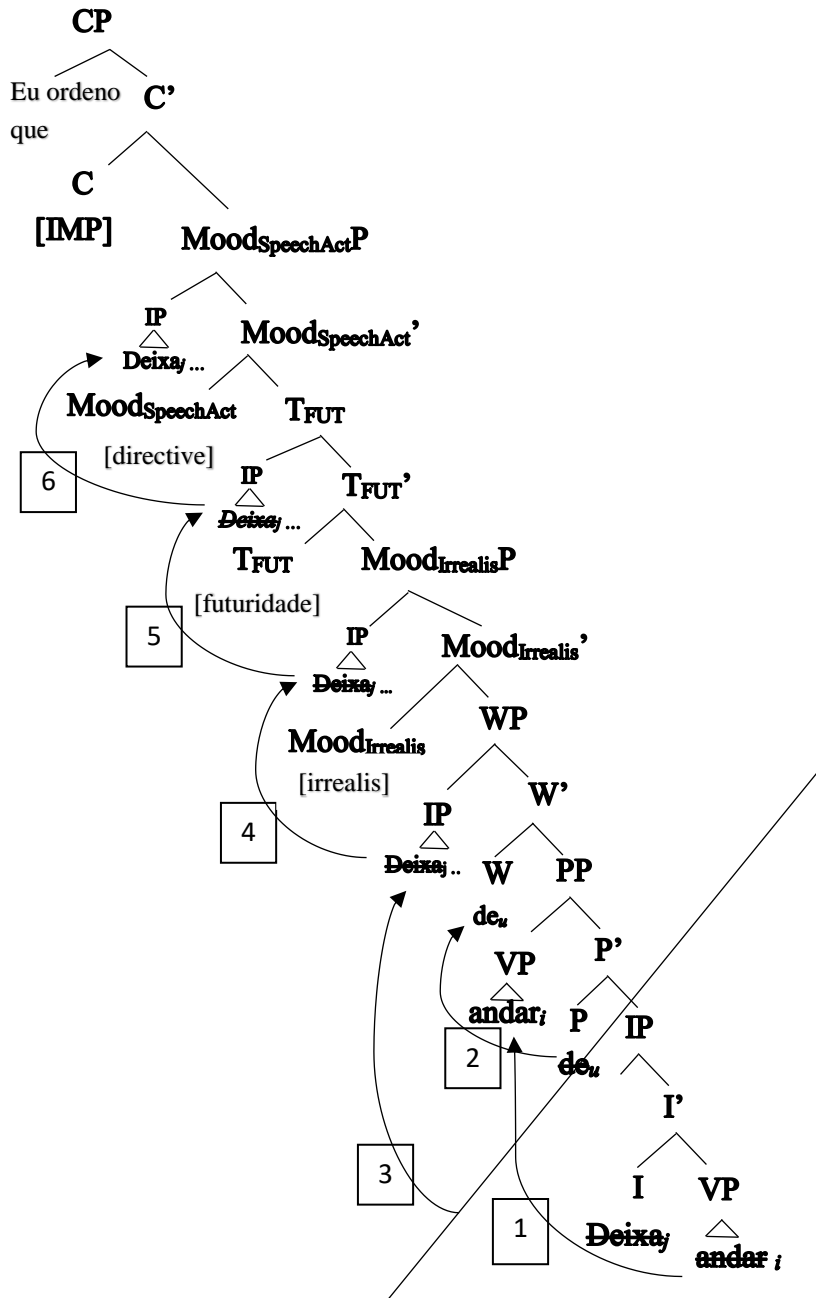 CP
Eu ordeno C’
que
C
[IMP]
MoodSpeechActP
IP
MoodSpeechAct’
Deixaj ...
MoodSpeechAct TFUT
[directive]
6
IP
TFUT’
Deixaj ...
TFUT MoodIrrealisP
[futuridade]
5
IP
MoodIrrealis’
Deixaj ...
WP
MoodIrrealis
[irrealis]
W’
4
IP
Deixaj .. W PP
deu
P’
VP
andari P IP
2
deu
I’
3
I VP
1
Deixaj
andar i